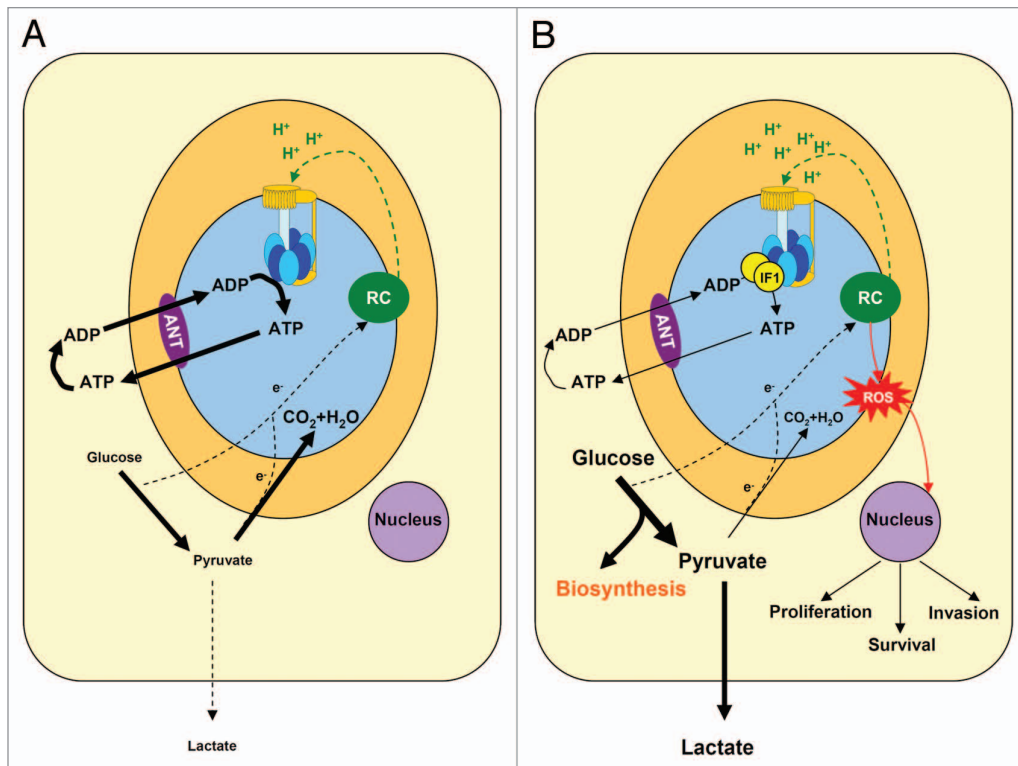 A
H⁺
H⁺
H⁺
H⁺
ADP
RC
ANT
ADP
ATP
ATP
e⁻
CO₂+H₂O
Glucose
e⁻
Nucleus
Pyruvate
Lactate
B
H⁺
H⁺
H⁺
H⁺
H⁺
H⁺
H⁺
ADP
IF1
RC
ANT
ADP
ATP
ATP
e⁻
ROS
CO₂+H₂O
Glucose
e⁻
Nucleus
Pyruvate
Biosynthesis
Proliferation
Invasion
Survival
Lactate